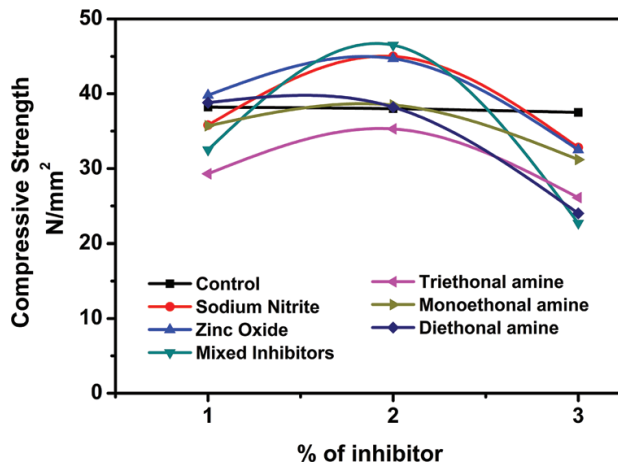 Compressive Strength
N/mm²
50
40
30
20
10
0
Control
Sodium Nitrite
Zinc Oxide
Mixed Inhibitors
Triethonal amine
Monoethonal amine
Diethonal amine
1 2 3
% of inhibitor